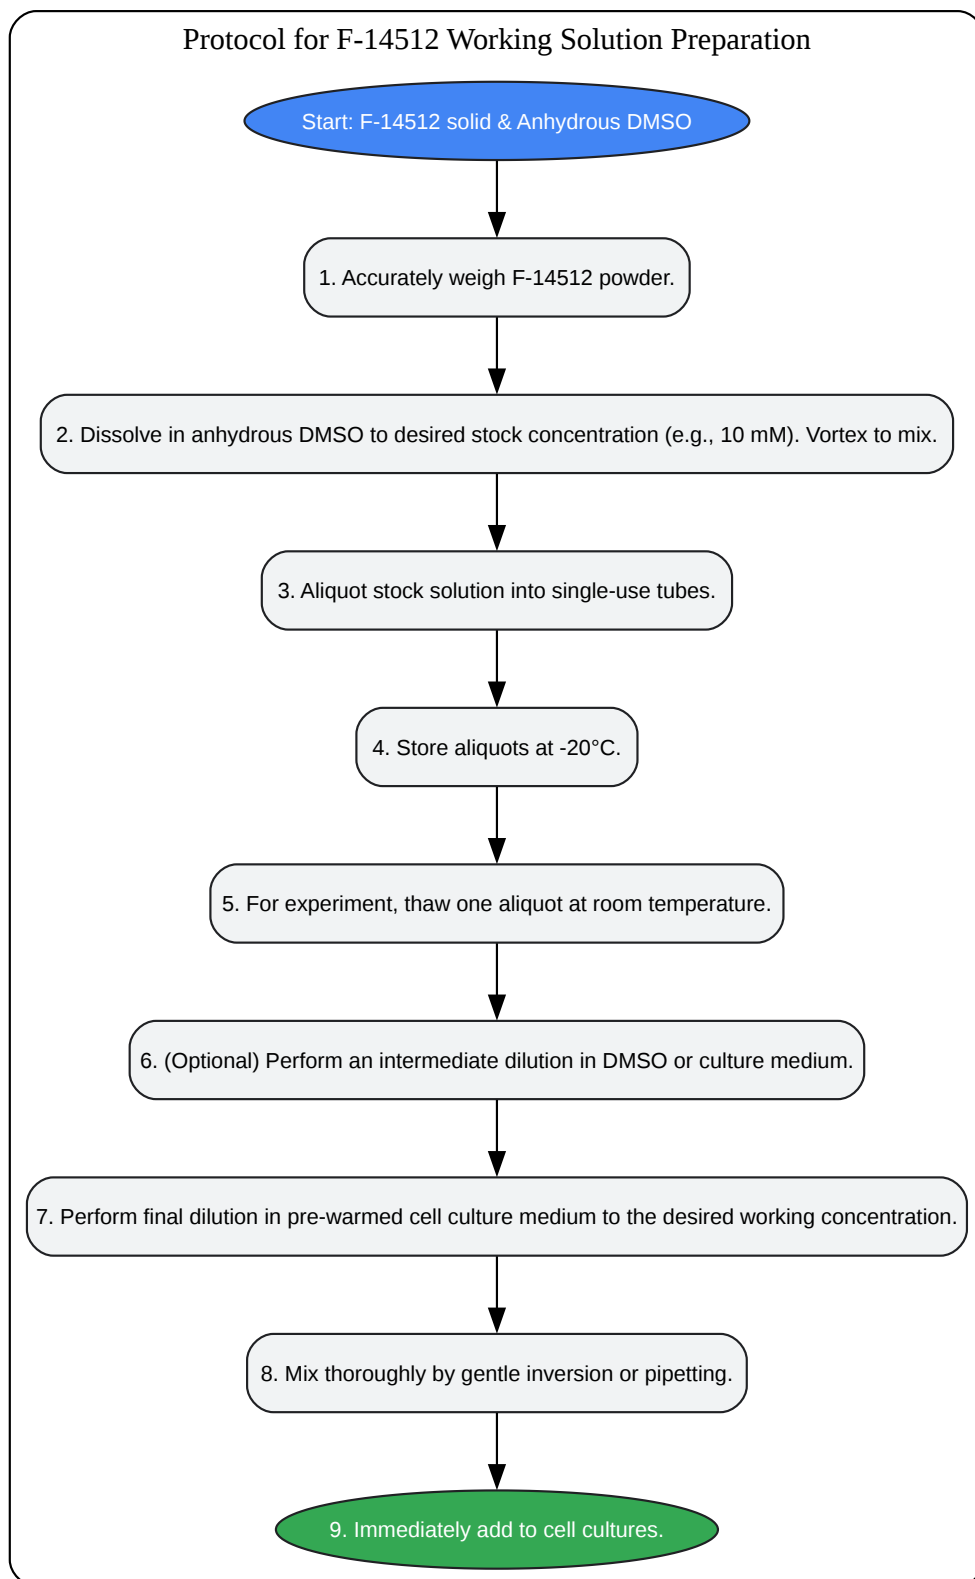 Protocol for F-14512 Working Solution Preparation
Start: F-14512 solid & Anhydrous DMSO
1. Accurately weigh F-14512 powder.
2. Dissolve in anhydrous DMSO to desired stock concentration (e.g., 10 mM). Vortex to mix.
3. Aliquot stock solution into single-use tubes.
4. Store aliquots at -20°C.
5. For experiment, thaw one aliquot at room temperature.
6. (Optional) Perform an intermediate dilution in DMSO or culture medium.
7. Perform final dilution in pre-warmed cell culture medium to the desired working concentration.
8. Mix thoroughly by gentle inversion or pipetting.
9. Immediately add to cell cultures.